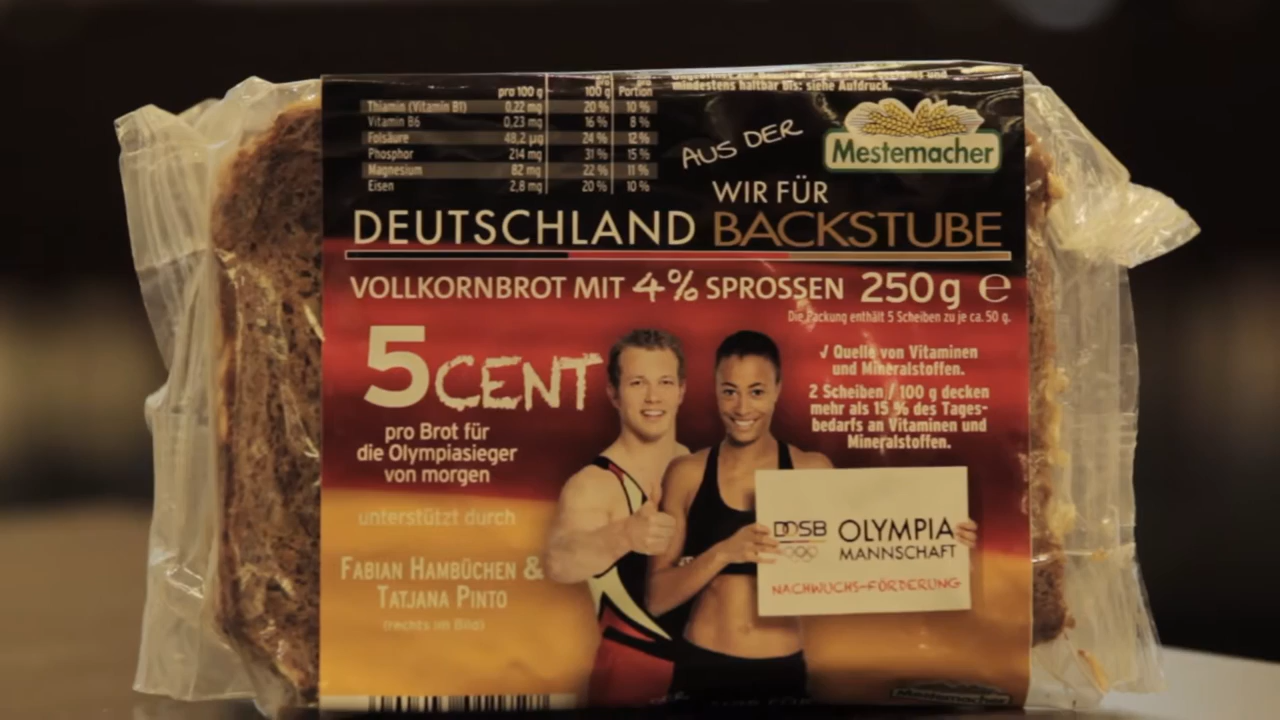 pro 100 g 100 g Portion
Thiamin (Vitamin B1) 0,22 mg 20 % 10 %
Vitamin B6 0,23 mg 16 % 8 %
Folsäure 48,2 µg 24 % 12 %
Phosphor 214 mg 31 % 15 %
Magnesium 82 mg 22 % 11 %
Eisen 2,8 mg 20 % 10 %
mindestens haltbar bis: siehe Aufdruck.
AUS DER
Mestemacher
WIR FÜR
DEUTSCHLAND BACKSTUBE
VOLLKORNBROT MIT 4% SPROSSEN 250 g e
Die Packung enthält 5 Scheiben zu je ca. 50 g.
5 CENT
pro Brot für
die Olympiasieger
von morgen
unterstützt durch
FABIAN HAMBÜCHEN &
TATJANA PINTO
(rechts im Bild)
√ Quelle von Vitaminen
und Mineralstoffen.
2 Scheiben / 100 g decken
mehr als 15 % des Tages-
bedarfs an Vitaminen und
Mineralstoffen.
DOSB OLYMPIA
MANNSCHAFT
NACHWUCHS-FÖRDERUNG
Mestemacher